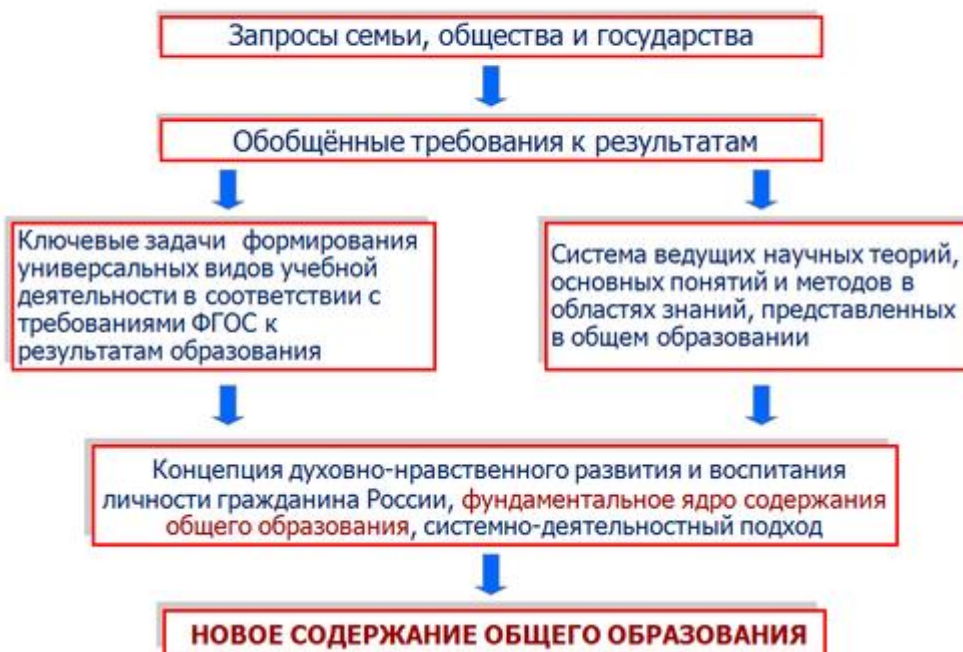 Запросы семьи, общества и государства
Обобщённые требования к результатам
Ключевые задачи формирования
универсальных видов учебной
деятельности в соответствии с
требованиями ФГОС к
результатам образования
Система ведущих научных теорий,
основных понятий и методов в
областях знаний, представленных
в общем образовании
Концепция духовно-нравственного развития и воспитания
личности гражданина России, фундаментальное ядро содержания
общего образования, системно-деятельностный подход
НОВОЕ СОДЕРЖАНИЕ ОБЩЕГО ОБРАЗОВАНИЯ